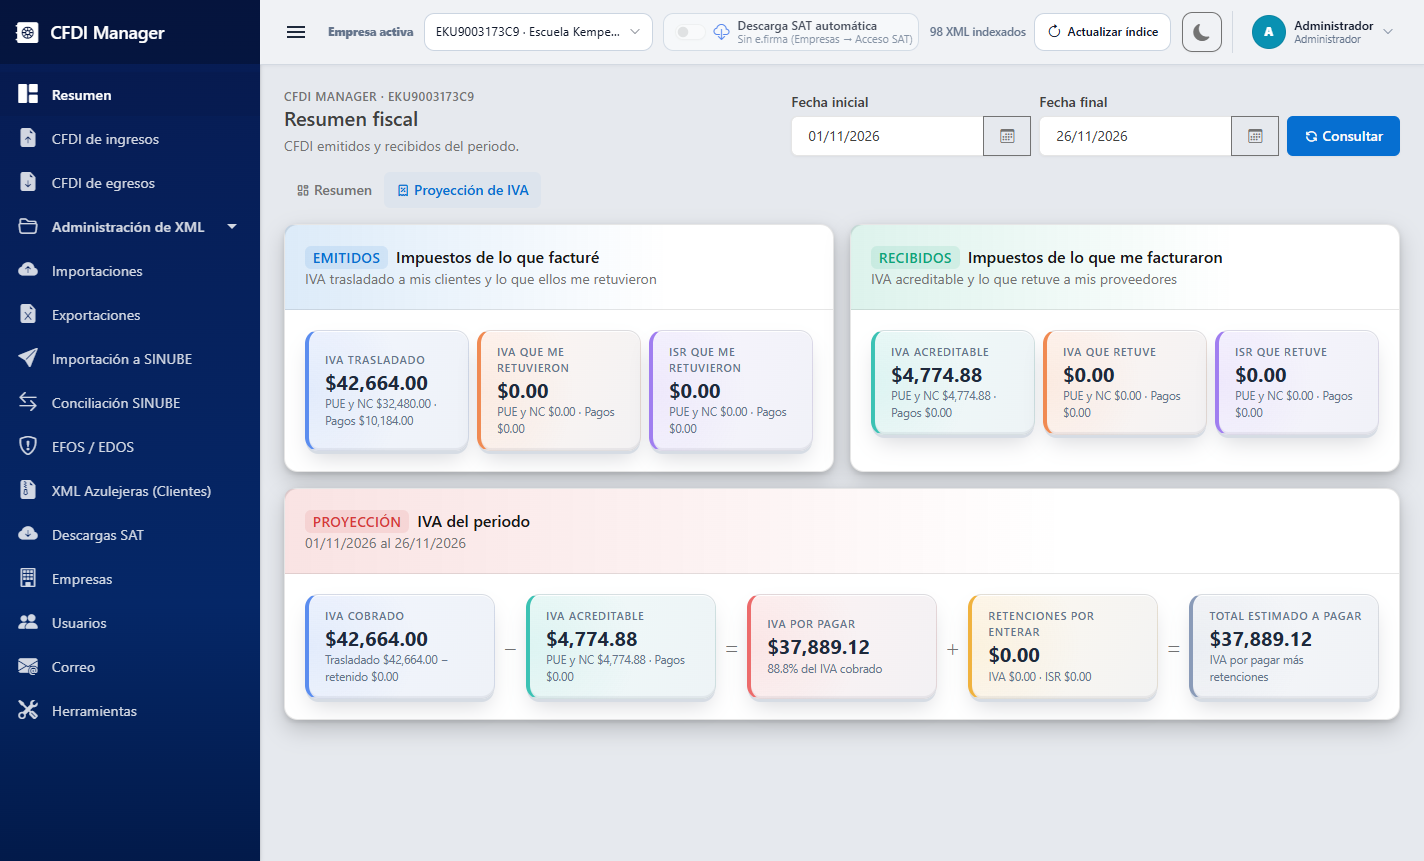 CFDI Manager
Resumen
CFDI de ingresos
CFDI de egresos
Administración de XML
Importaciones
Exportaciones
Importación a SINUBE
Conciliación SINUBE
EFOS / EDOS
XML Azulejeras (Clientes)
Descargas SAT
Empresas
Usuarios
Correo
Herramientas
Empresa activa
EKU9003173C9 · Escuela Kempe...
Descarga SAT automática
Sin e.firma (Empresas → Acceso SAT)
98 XML indexados
Actualizar índice
A
Administrador
Administrador
CFDI MANAGER · EKU9003173C9
Resumen fiscal
CFDI emitidos y recibidos del periodo.
Fecha inicial
01/11/2026
Fecha final
26/11/2026
Consultar
Resumen
Proyección de IVA
EMITIDOS Impuestos de lo que facturé
IVA trasladado a mis clientes y lo que ellos me retuvieron
IVA TRASLADADO
$42,664.00
PUE y NC $32,480.00 ·
Pagos $10,184.00
IVA QUE ME
RETUVIERON
$0.00
PUE y NC $0.00 · Pagos
$0.00
ISR QUE ME
RETUVIERON
$0.00
PUE y NC $0.00 · Pagos
$0.00
RECIBIDOS Impuestos de lo que me facturaron
IVA acreditable y lo que retuve a mis proveedores
IVA ACREDITABLE
$4,774.88
PUE y NC $4,774.88 ·
Pagos $0.00
IVA QUE RETUVE
$0.00
PUE y NC $0.00 · Pagos
$0.00
ISR QUE RETUVE
$0.00
PUE y NC $0.00 · Pagos
$0.00
PROYECCIÓN IVA del periodo
01/11/2026 al 26/11/2026
IVA COBRADO
$42,664.00
Trasladado $42,664.00 −
retenido $0.00
−
IVA ACREDITABLE
$4,774.88
PUE y NC $4,774.88 · Pagos
$0.00
=
IVA POR PAGAR
$37,889.12
88.8% del IVA cobrado
+
RETENCIONES POR
ENTERAR
$0.00
IVA $0.00 · ISR $0.00
=
TOTAL ESTIMADO A PAGAR
$37,889.12
IVA por pagar más
retenciones